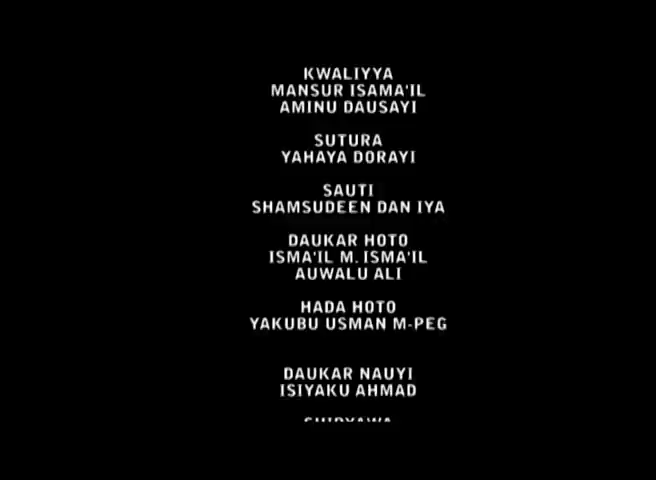 KWALIYYA
MANSUR ISAMA'IL
AMINU DAUSAYI
SUTURA
YAHAYA DORAYI
SAUTI
SHAMSUDEEN DAN IYA
DAUKAR HOTO
ISMA'IL M. ISMA'IL
AUWALU ALI
HADA HOTO
YAKUBU USMAN M-PEG
DAUKAR NAUYI
ISIYAKU AHMAD